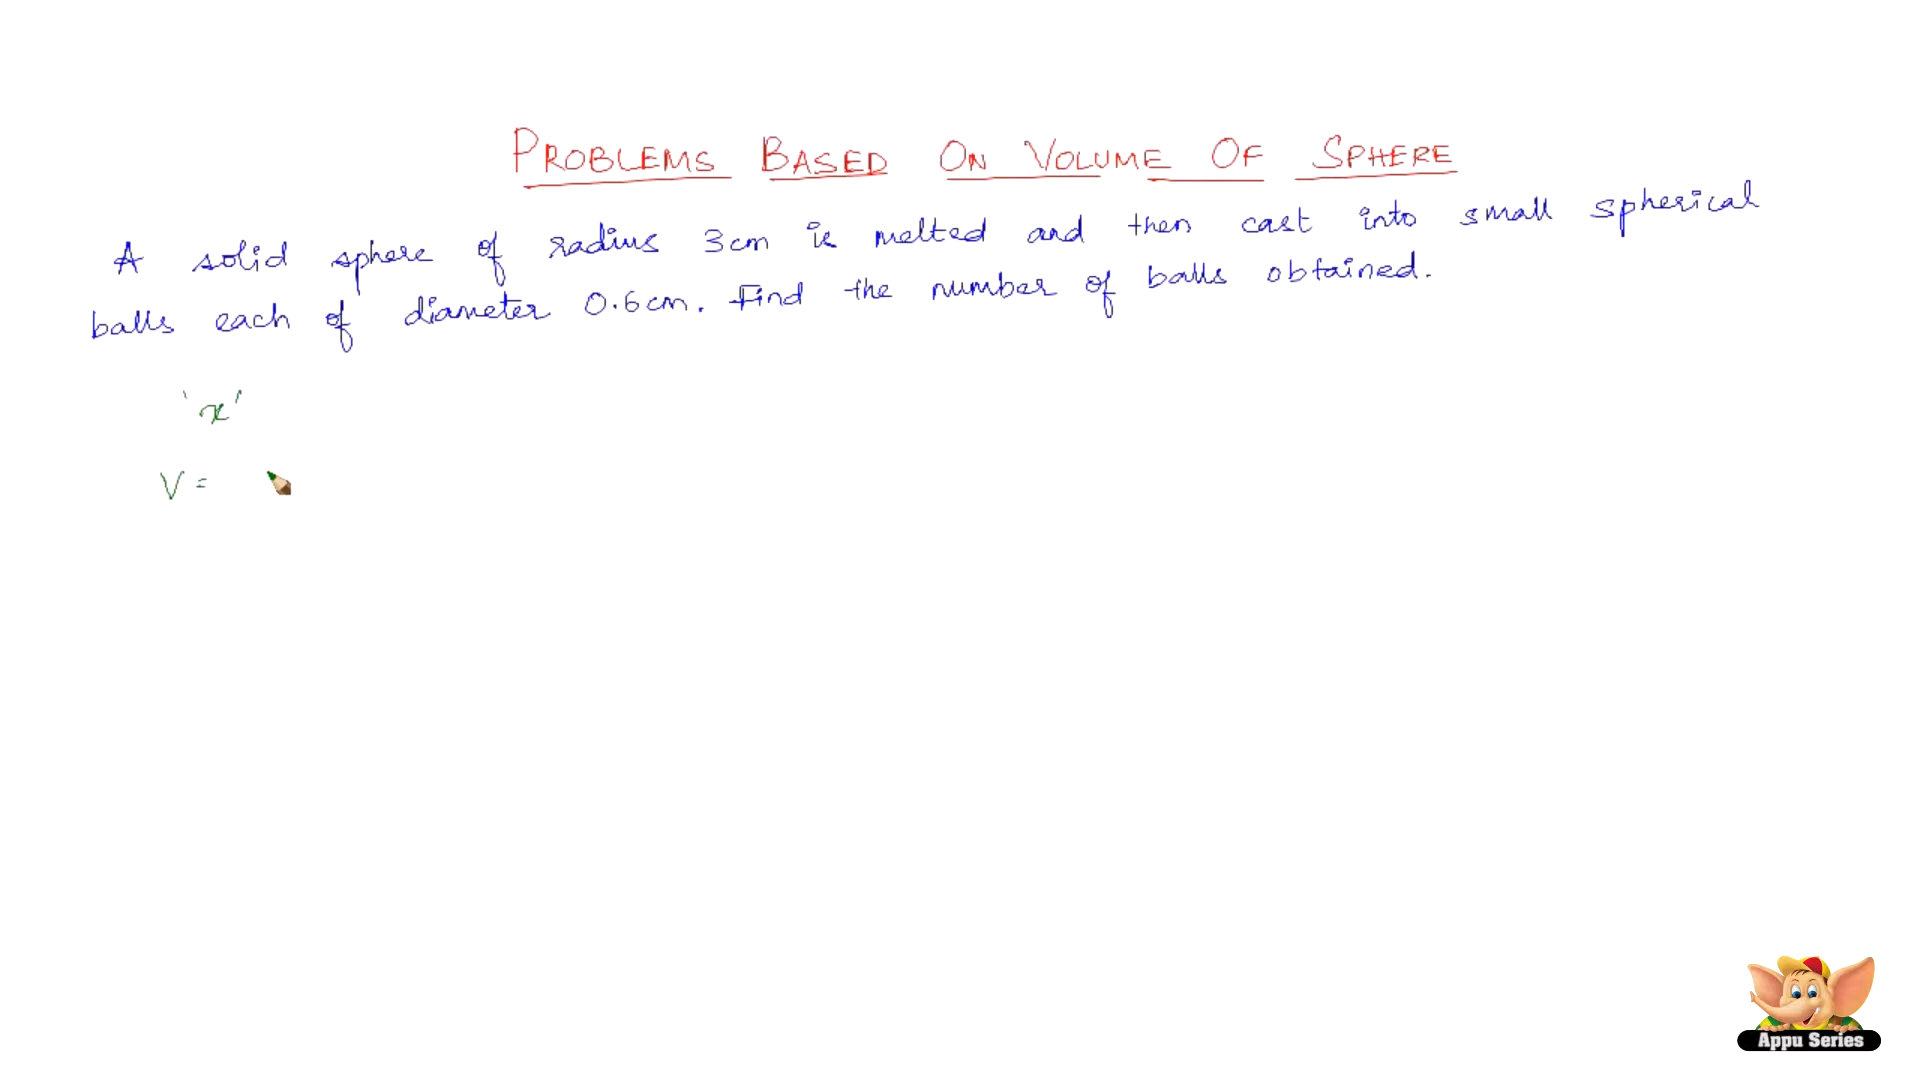 PROBLEMS BASED ON VOLUME OF SPHERE
A solid sphere of radius 3cm is melted and then cast into small spherical
balls each of diameter 0.6cm. Find the number of balls obtained.
'x'
V =
Appu Series